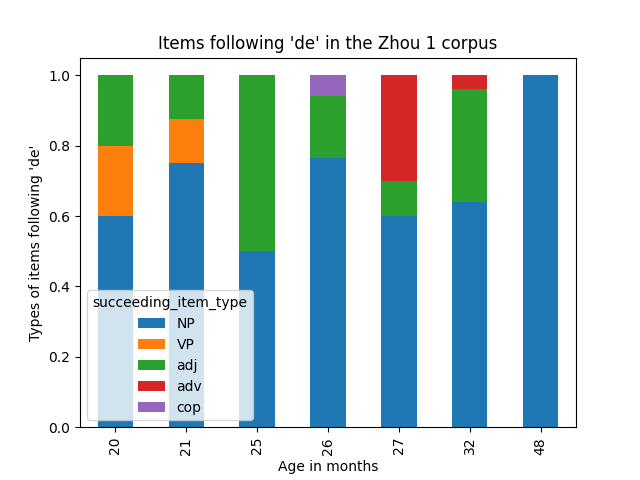 Items following 'de' in the Zhou 1 corpus
Types of items following 'de'
1.0
0.8
0.6
0.4
0.2
0.0
succeeding_item_type
NP
VP
adj
adv
cop
20 21 25 26 27 32 48
Age in months